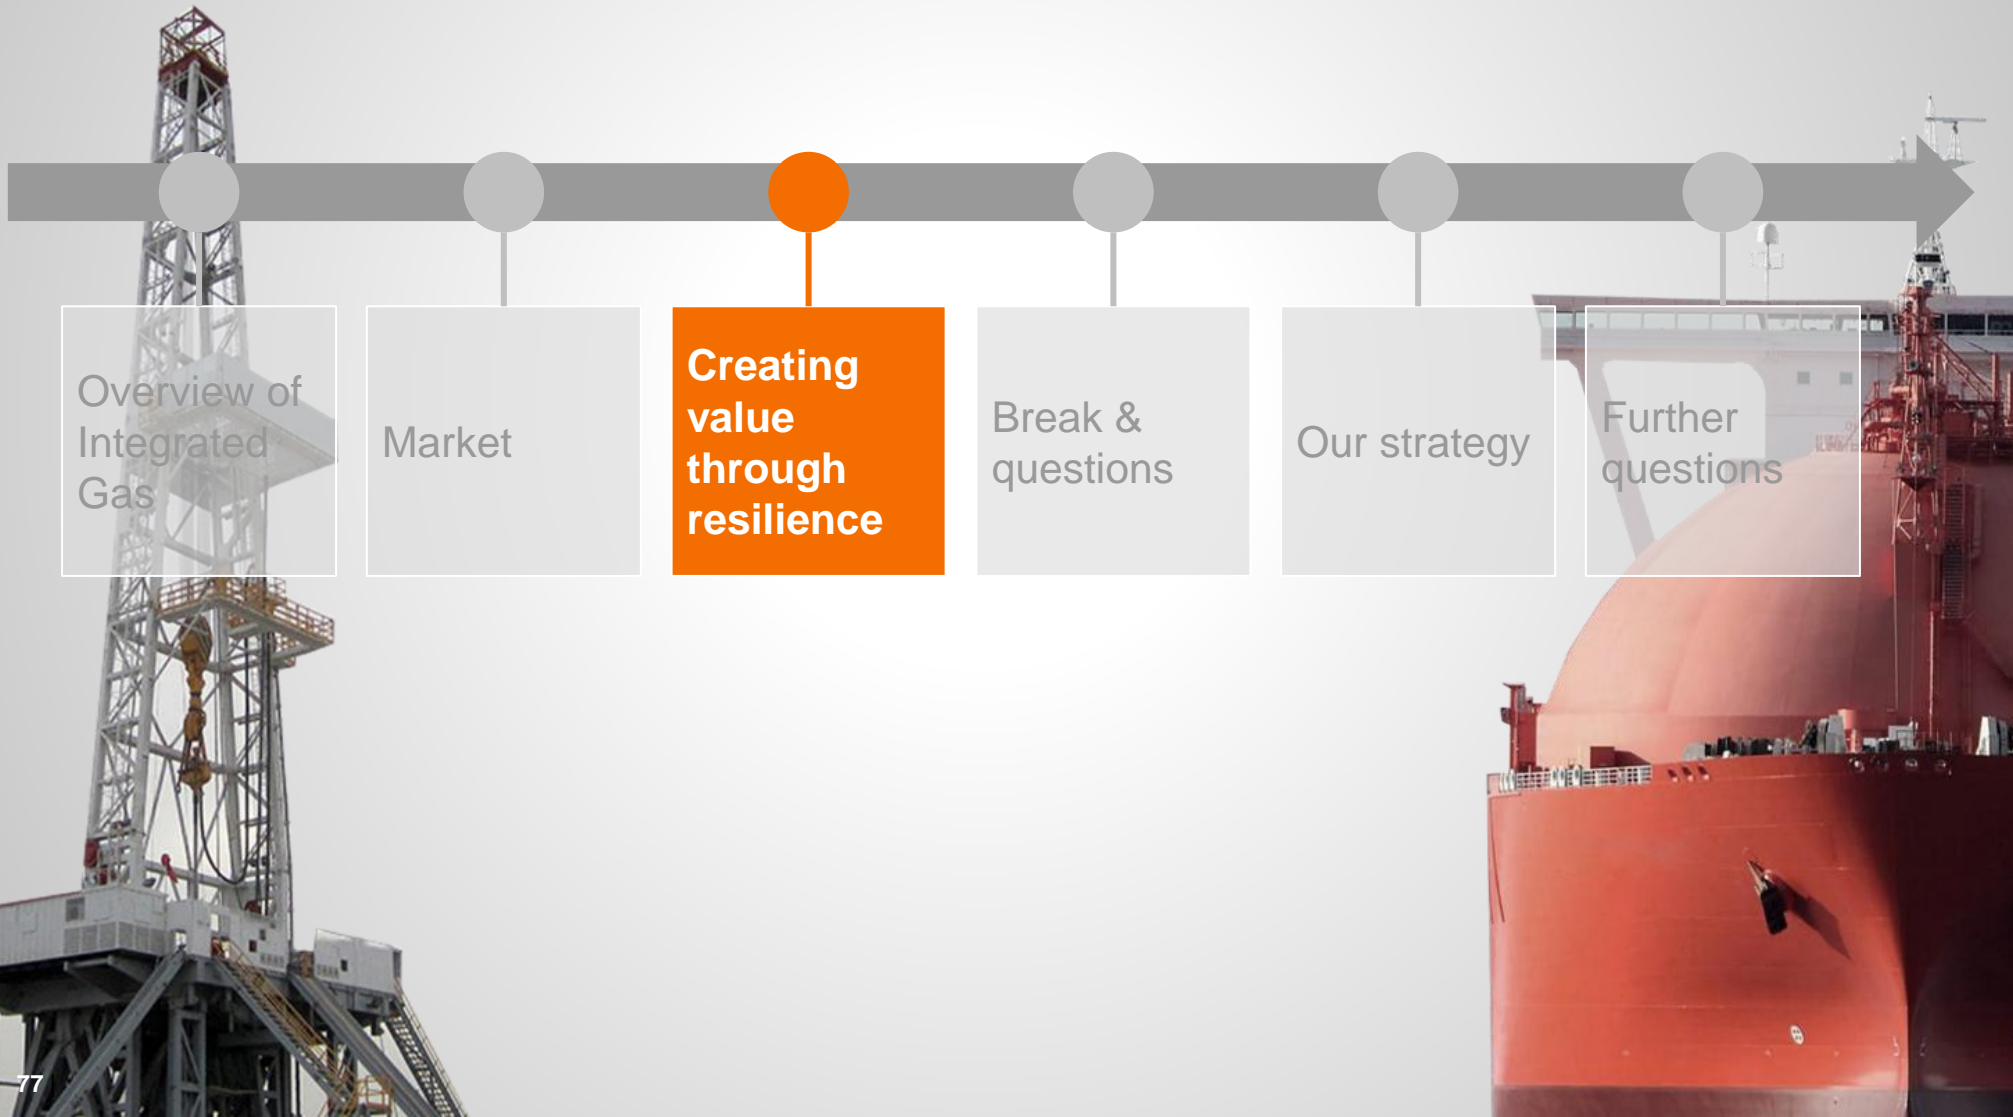 Overview of
Integrated
Gas
Market
Creating
value
through
resilience
Break &
questions
Our strategy
Further
questions
77